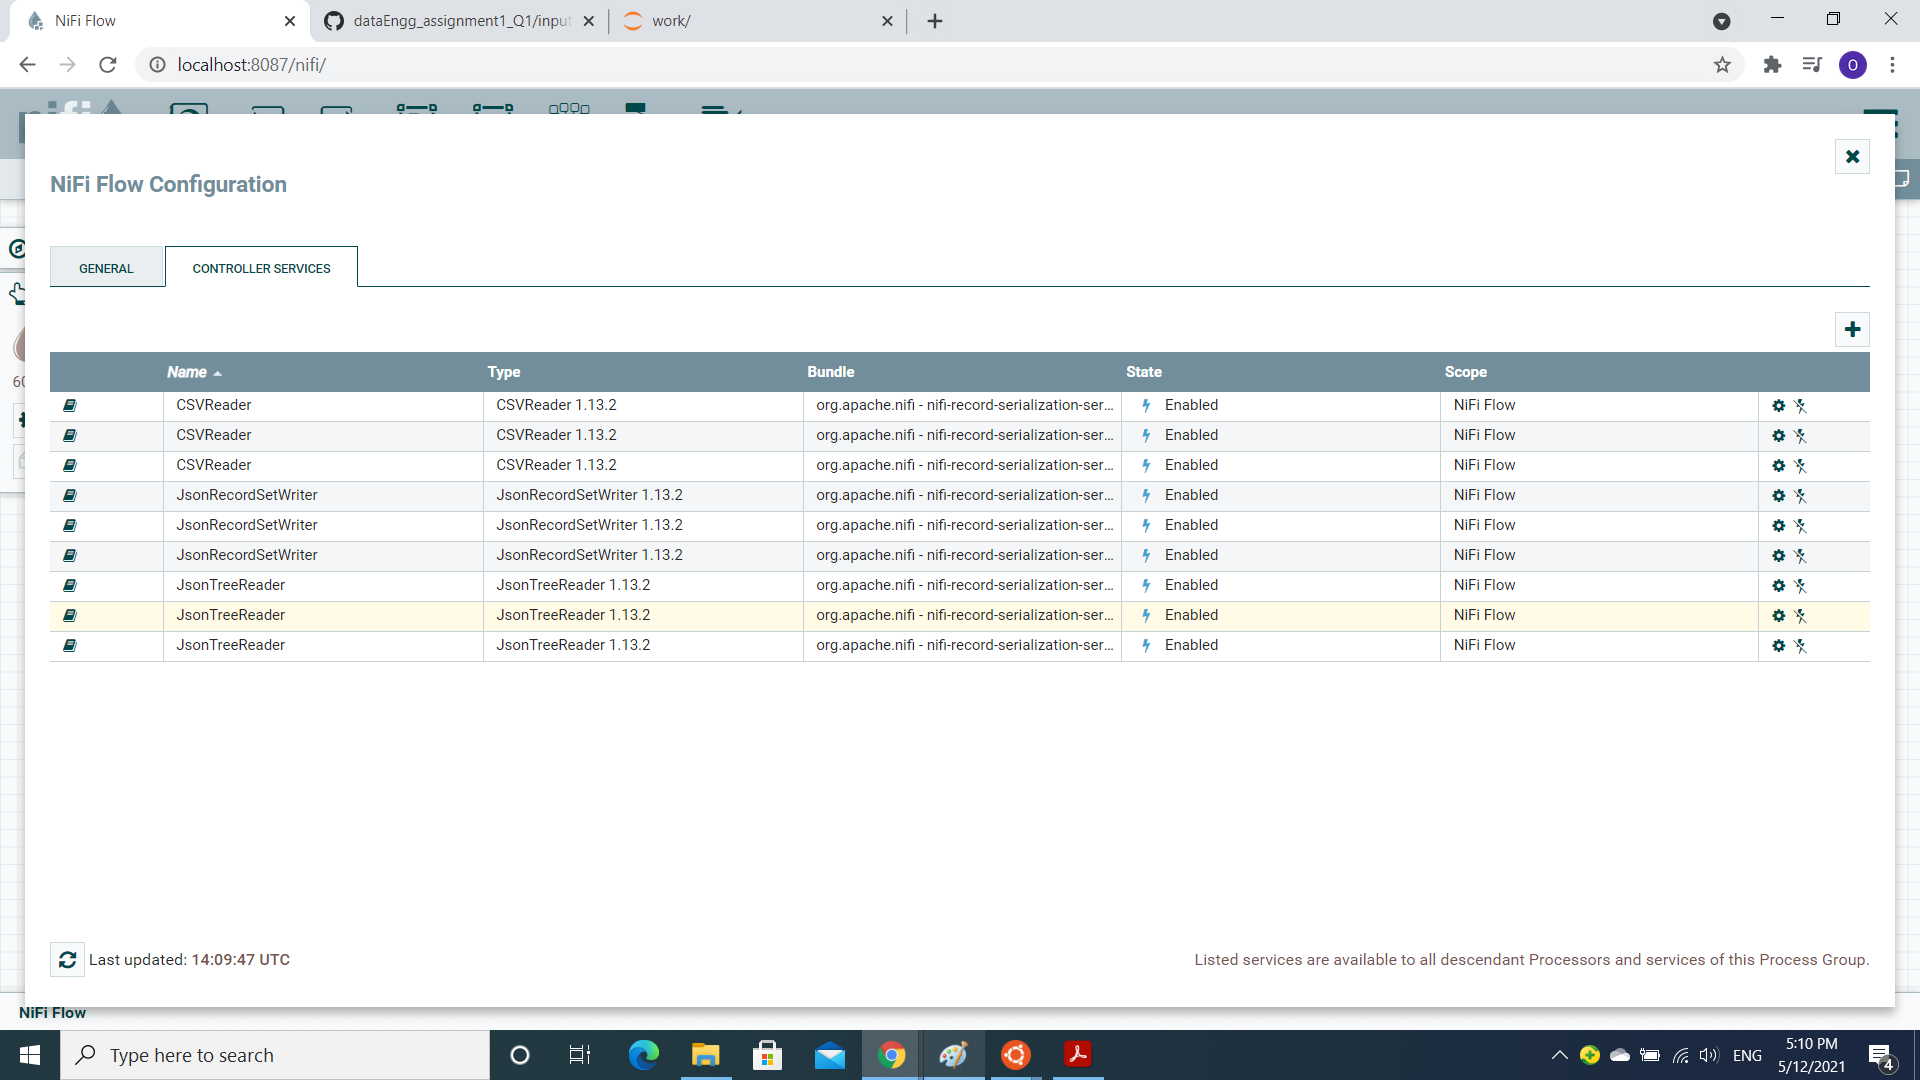 NiFi Flow
dataEngg_assignment1_Q1/input
work/
localhost:8087/nifi/
O
NiFi Flow Configuration
GENERAL
CONTROLLER SERVICES
Name Type Bundle State Scope
CSVReader CSVReader 1.13.2 org.apache.nifi - nifi-record-serialization-ser... Enabled NiFi Flow
CSVReader CSVReader 1.13.2 org.apache.nifi - nifi-record-serialization-ser... Enabled NiFi Flow
CSVReader CSVReader 1.13.2 org.apache.nifi - nifi-record-serialization-ser... Enabled NiFi Flow
JsonRecordSetWriter JsonRecordSetWriter 1.13.2 org.apache.nifi - nifi-record-serialization-ser... Enabled NiFi Flow
JsonRecordSetWriter JsonRecordSetWriter 1.13.2 org.apache.nifi - nifi-record-serialization-ser... Enabled NiFi Flow
JsonRecordSetWriter JsonRecordSetWriter 1.13.2 org.apache.nifi - nifi-record-serialization-ser... Enabled NiFi Flow
JsonTreeReader JsonTreeReader 1.13.2 org.apache.nifi - nifi-record-serialization-ser... Enabled NiFi Flow
JsonTreeReader JsonTreeReader 1.13.2 org.apache.nifi - nifi-record-serialization-ser... Enabled NiFi Flow
JsonTreeReader JsonTreeReader 1.13.2 org.apache.nifi - nifi-record-serialization-ser... Enabled NiFi Flow
Last updated: 14:09:47 UTC
Listed services are available to all descendant Processors and services of this Process Group.
NiFi Flow
Type here to search
ENG
5:10 PM
5/12/2021
4